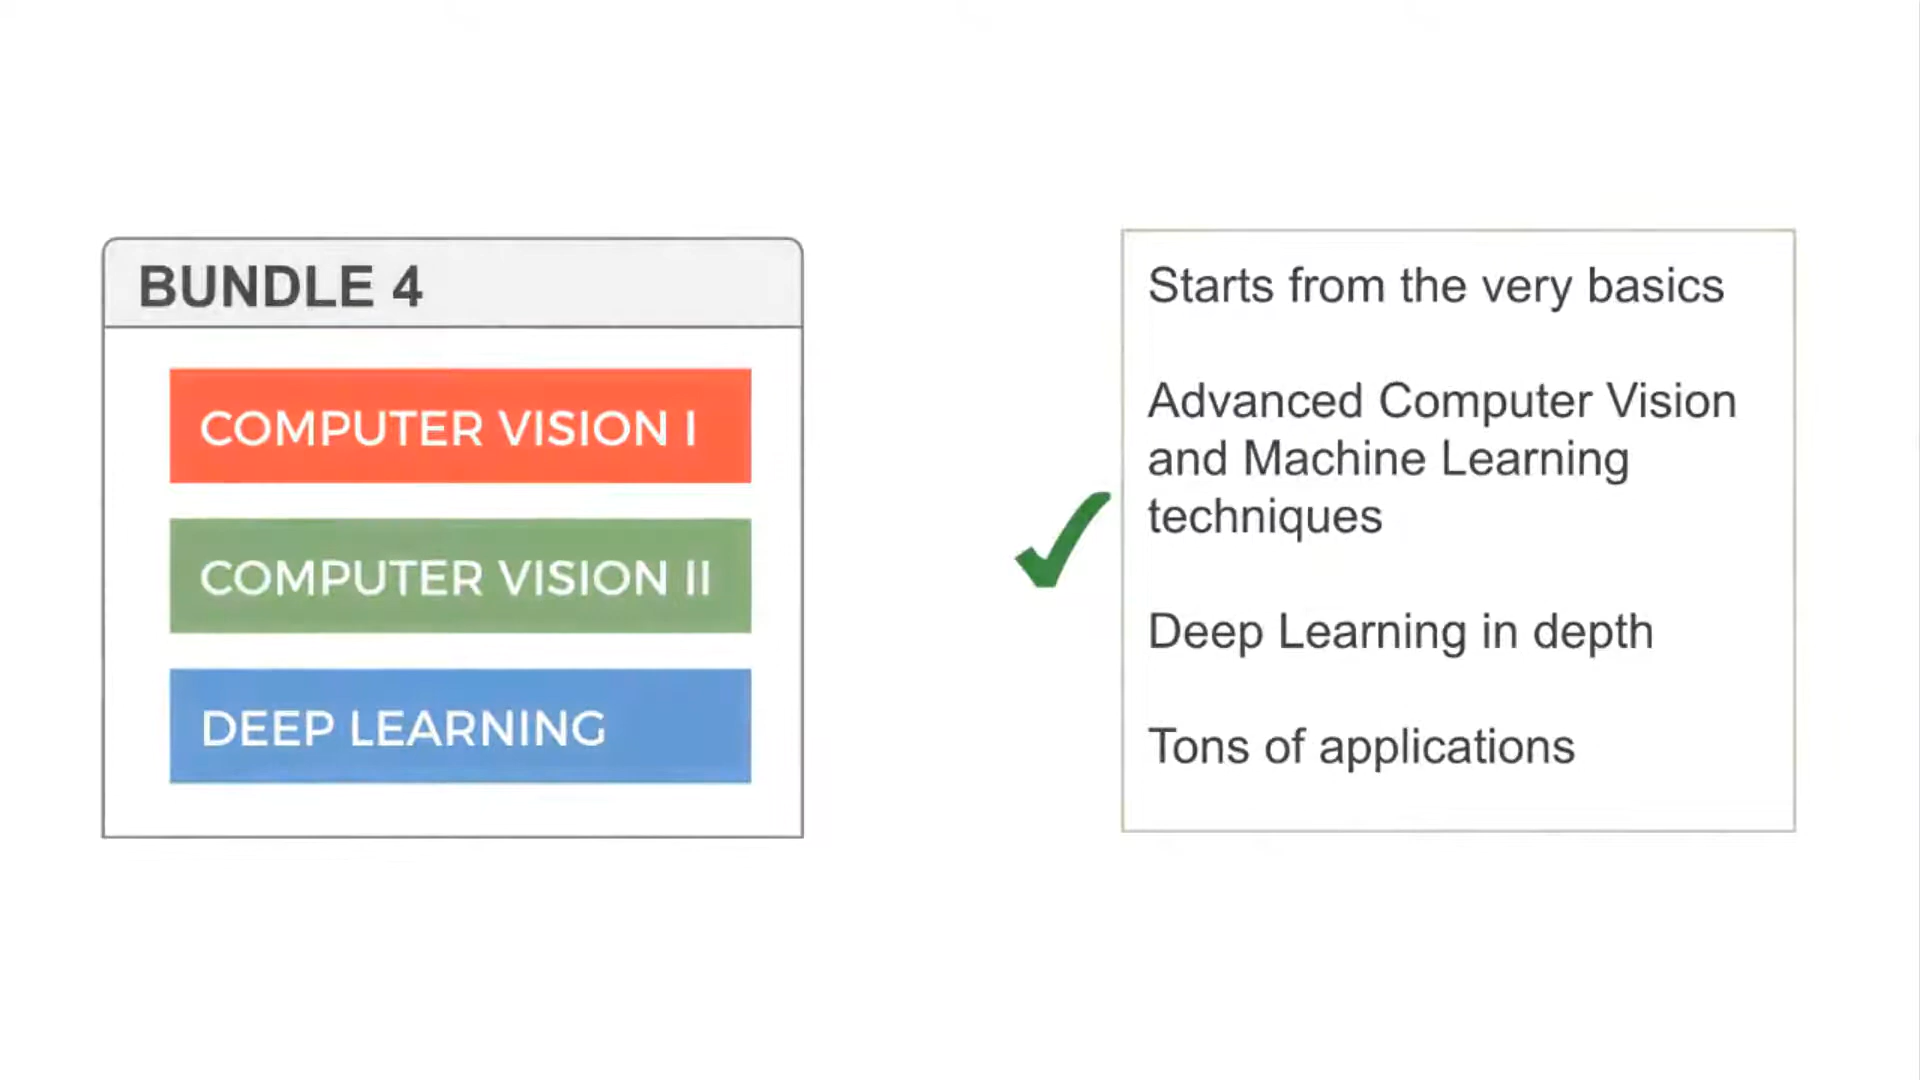 BUNDLE 4
COMPUTER VISION I
COMPUTER VISION II
DEEP LEARNING
Starts from the very basics
Advanced Computer Vision
and Machine Learning
techniques
Deep Learning in depth
Tons of applications